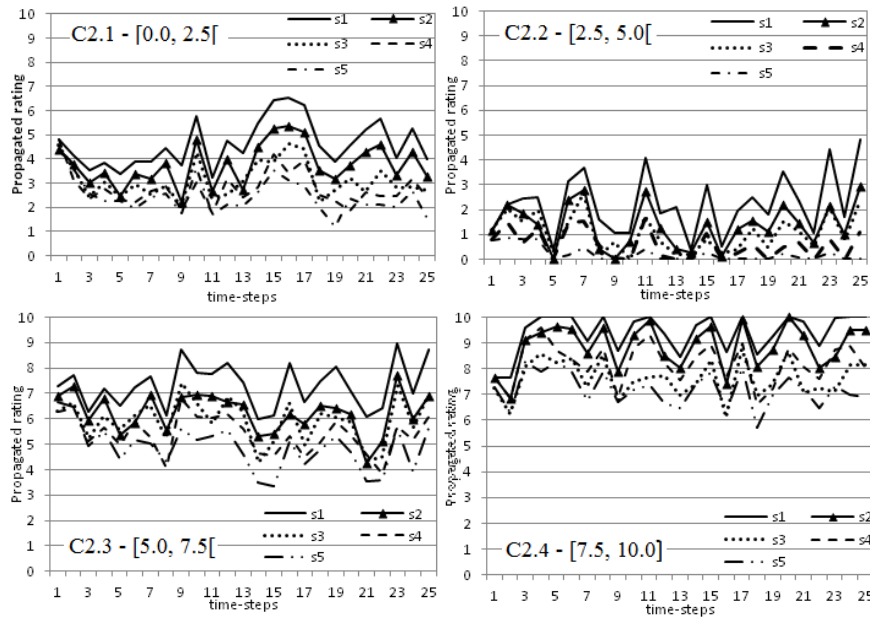 C2.1 - [0.0, 2.5[
s1 s2
s3 s4
s5
Propagated rating
10
9
8
7
6
5
4
3
2
1
0
1 3 5 7 9 11 13 15 17 19 21 23 25
time-steps
C2.2 - [2.5, 5.0[
s1 s2
s3 s4
s5
Propagated rating
10
9
8
7
6
5
4
3
2
1
0
1 3 5 7 9 11 13 15 17 19 21 23 25
time-steps
Propagated rating
10
9
8
7
6
5
4
3
2
1
0
C2.3 - [5.0, 7.5[
s1 s2
s3 s4
s5
1 3 5 7 9 11 13 15 17 19 21 23 25
time-steps
Propagated rating
10
9
8
7
6
5
4
3
2
1
0
C2.4 - [7.5, 10.0]
s1 s2
s3 s4
s5
1 3 5 7 9 11 13 15 17 19 21 23 25
time-steps